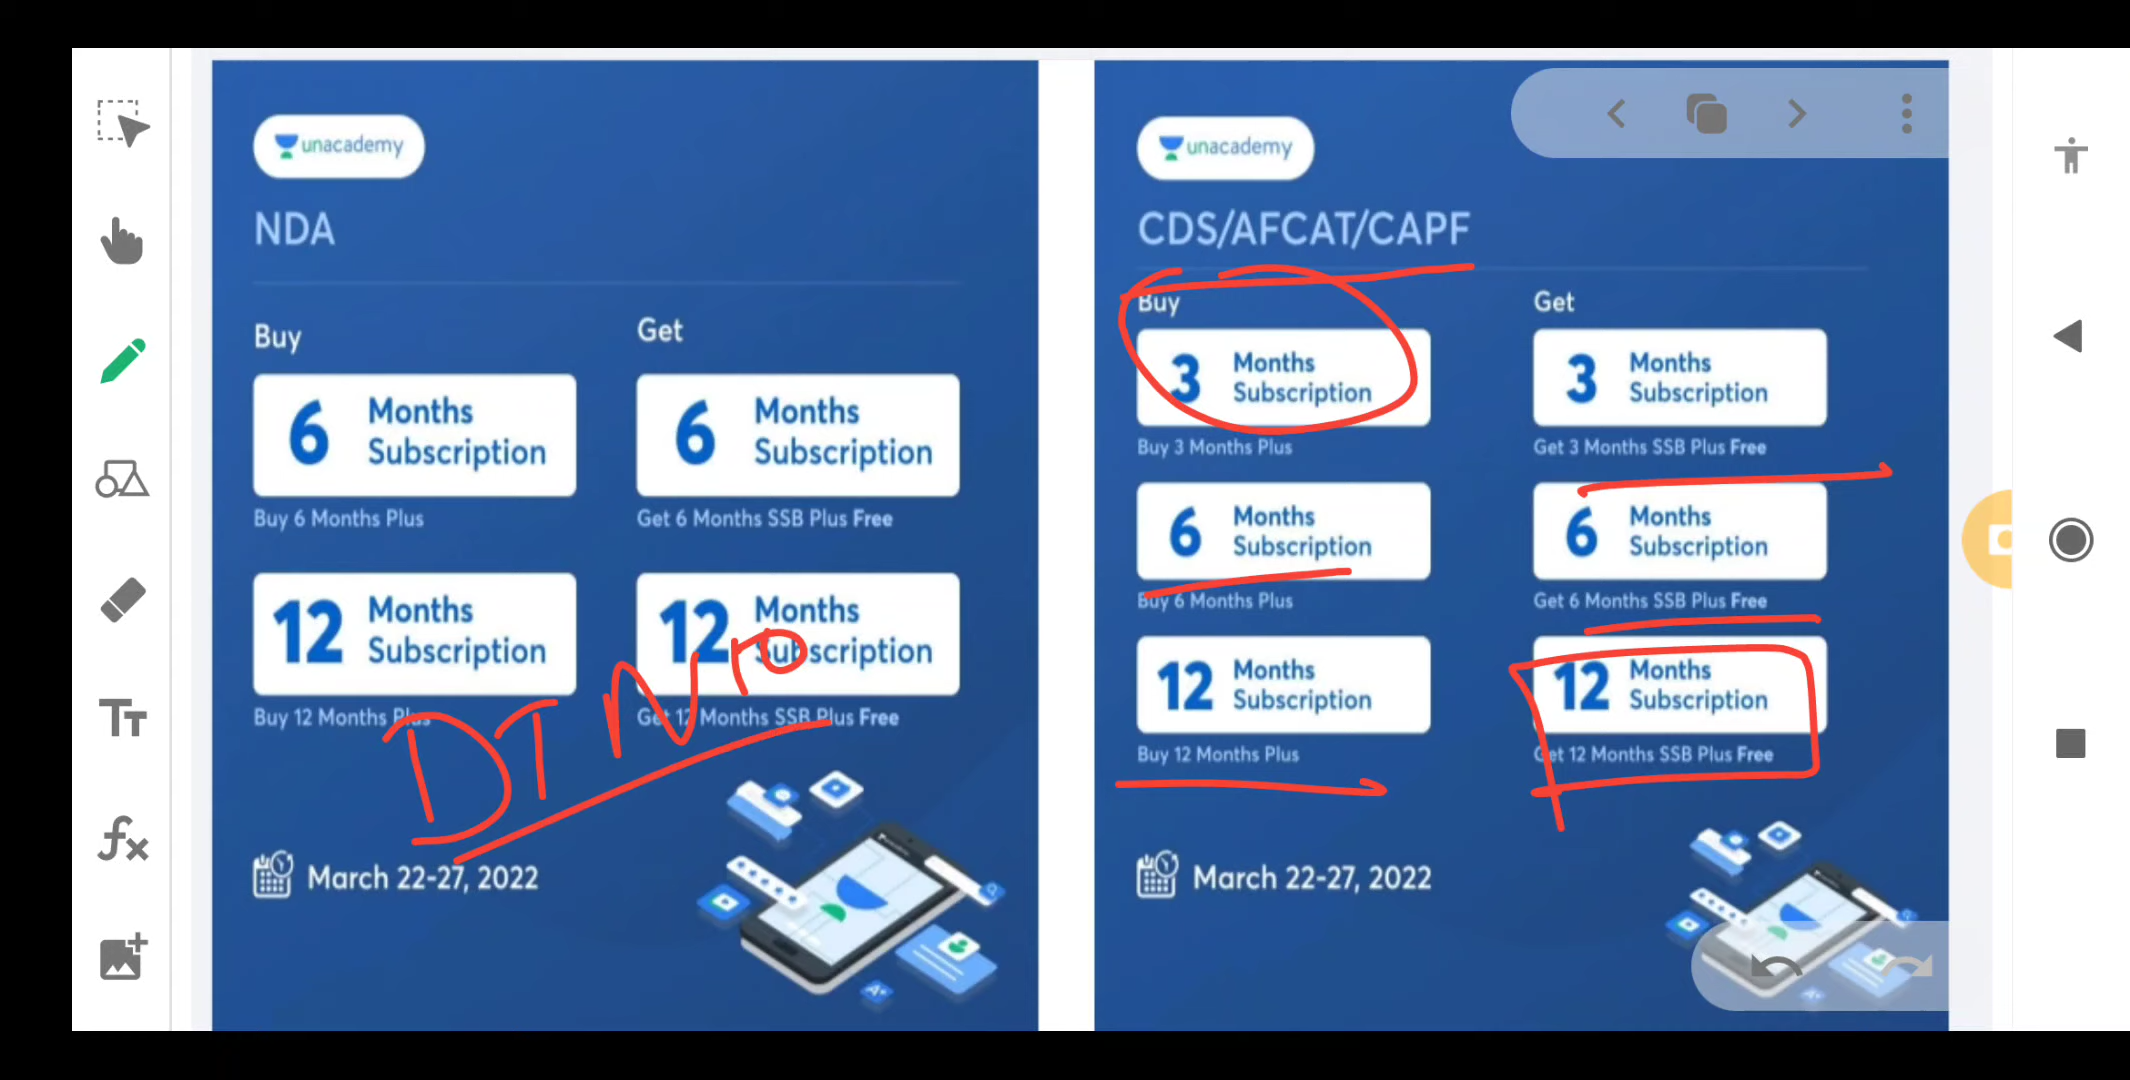 unacademy
NDA
Buy
Get
6 Months Subscription
6 Months Subscription
Buy 6 Months Plus
Get 6 Months SSB Plus Free
12 Months Subscription
12 Months Subscription
Buy 12 Months Plus
Get 12 Months SSB Plus Free
March 22-27, 2022
unacademy
CDS/AFCAT/CAPF
Buy
Get
3 Months Subscription
3 Months Subscription
Buy 3 Months Plus
Get 3 Months SSB Plus Free
6 Months Subscription
6 Months Subscription
Buy 6 Months Plus
Get 6 Months SSB Plus Free
12 Months Subscription
12 Months Subscription
Buy 12 Months Plus
Get 12 Months SSB Plus Free
March 22-27, 2022